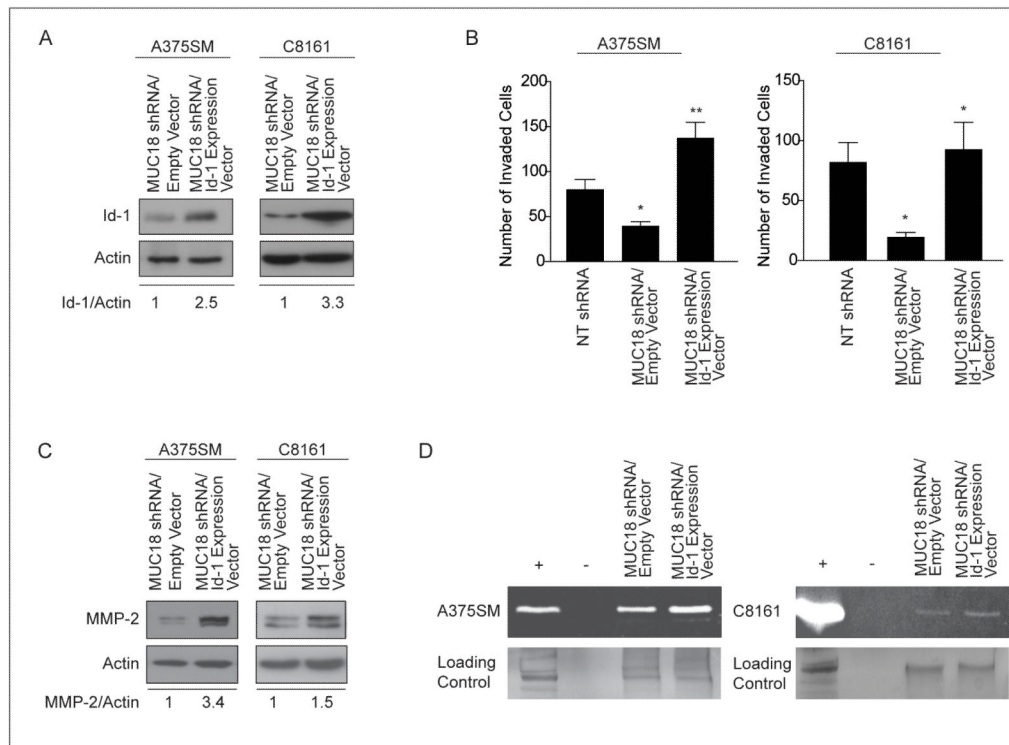 A
A375SM
C8161
MUC18 shRNA/
Empty Vector
MUC18 shRNA/
Id-1 Expression
Vector
MUC18 shRNA/
Empty Vector
MUC18 shRNA/
Id-1 Expression
Vector
Id-1
Actin
Id-1/Actin 1 2.5 1 3.3
B
A375SM
Number of Invaded Cells
200
150
100
50
0
*
**
NT shRNA
MUC18 shRNA/
Empty Vector
MUC18 shRNA/
Id-1 Expression
Vector
C8161
Number of Invaded Cells
150
100
50
0
*
*
NT shRNA
MUC18 shRNA/
Empty Vector
MUC18 shRNA/
Id-1 Expression
Vector
C
A375SM
C8161
MUC18 shRNA/
Empty Vector
MUC18 shRNA/
Id-1 Expression
Vector
MUC18 shRNA/
Empty Vector
MUC18 shRNA/
Id-1 Expression
Vector
MMP-2
Actin
MMP-2/Actin 1 3.4 1 1.5
D
+
-
MUC18 shRNA/
Empty Vector
MUC18 shRNA/
Id-1 Expression
Vector
A375SM
Loading
Control
+
-
MUC18 shRNA/
Empty Vector
MUC18 shRNA/
Id-1 Expression
Vector
C8161
Loading
Control